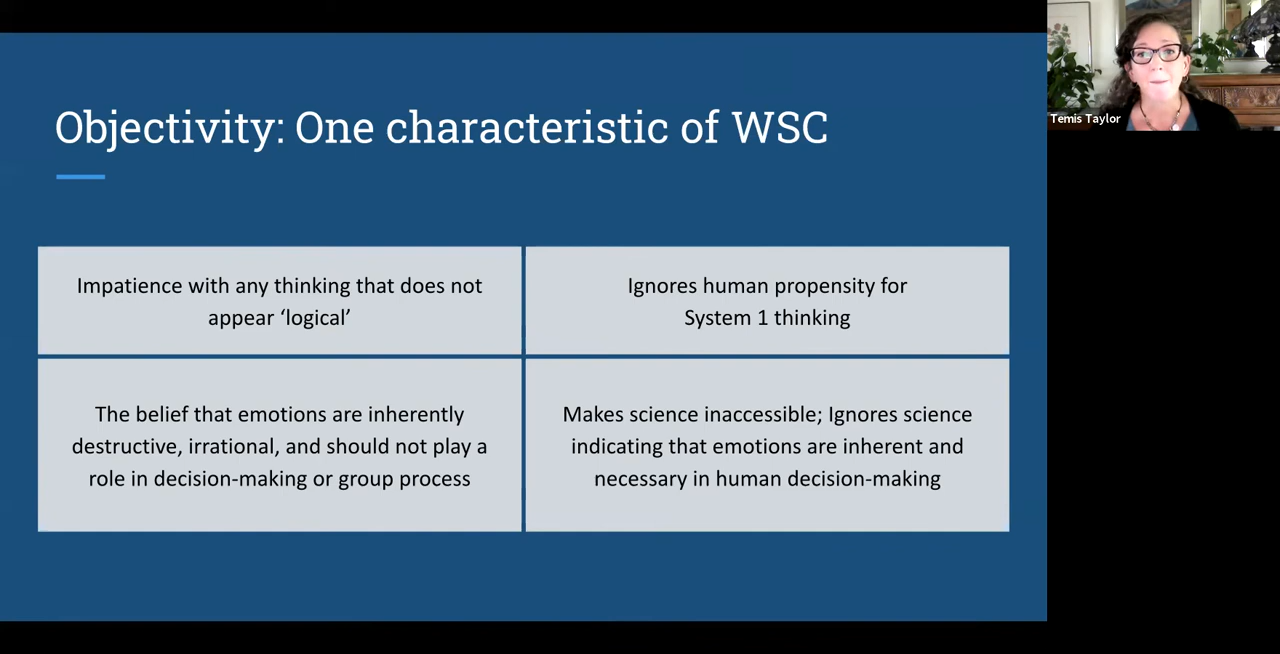 Objectivity: One characteristic of WSC
Impatience with any thinking that does not
appear ‘logical’
Ignores human propensity for
System 1 thinking
The belief that emotions are inherently
destructive, irrational, and should not play a
role in decision-making or group process
Makes science inaccessible; Ignores science
indicating that emotions are inherent and
necessary in human decision-making
Temis Taylor